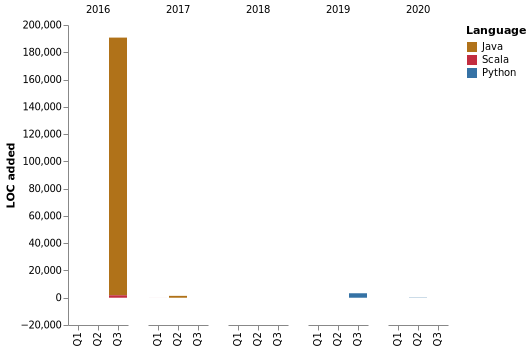 2016 2017 2018 2019 2020
Language
Java
Scala
Python
LOC added
200,000
180,000
160,000
140,000
120,000
100,000
80,000
60,000
40,000
20,000
0
−20,000
Q1 Q2 Q3 Q1 Q2 Q3 Q1 Q2 Q3 Q1 Q2 Q3 Q1 Q2 Q3